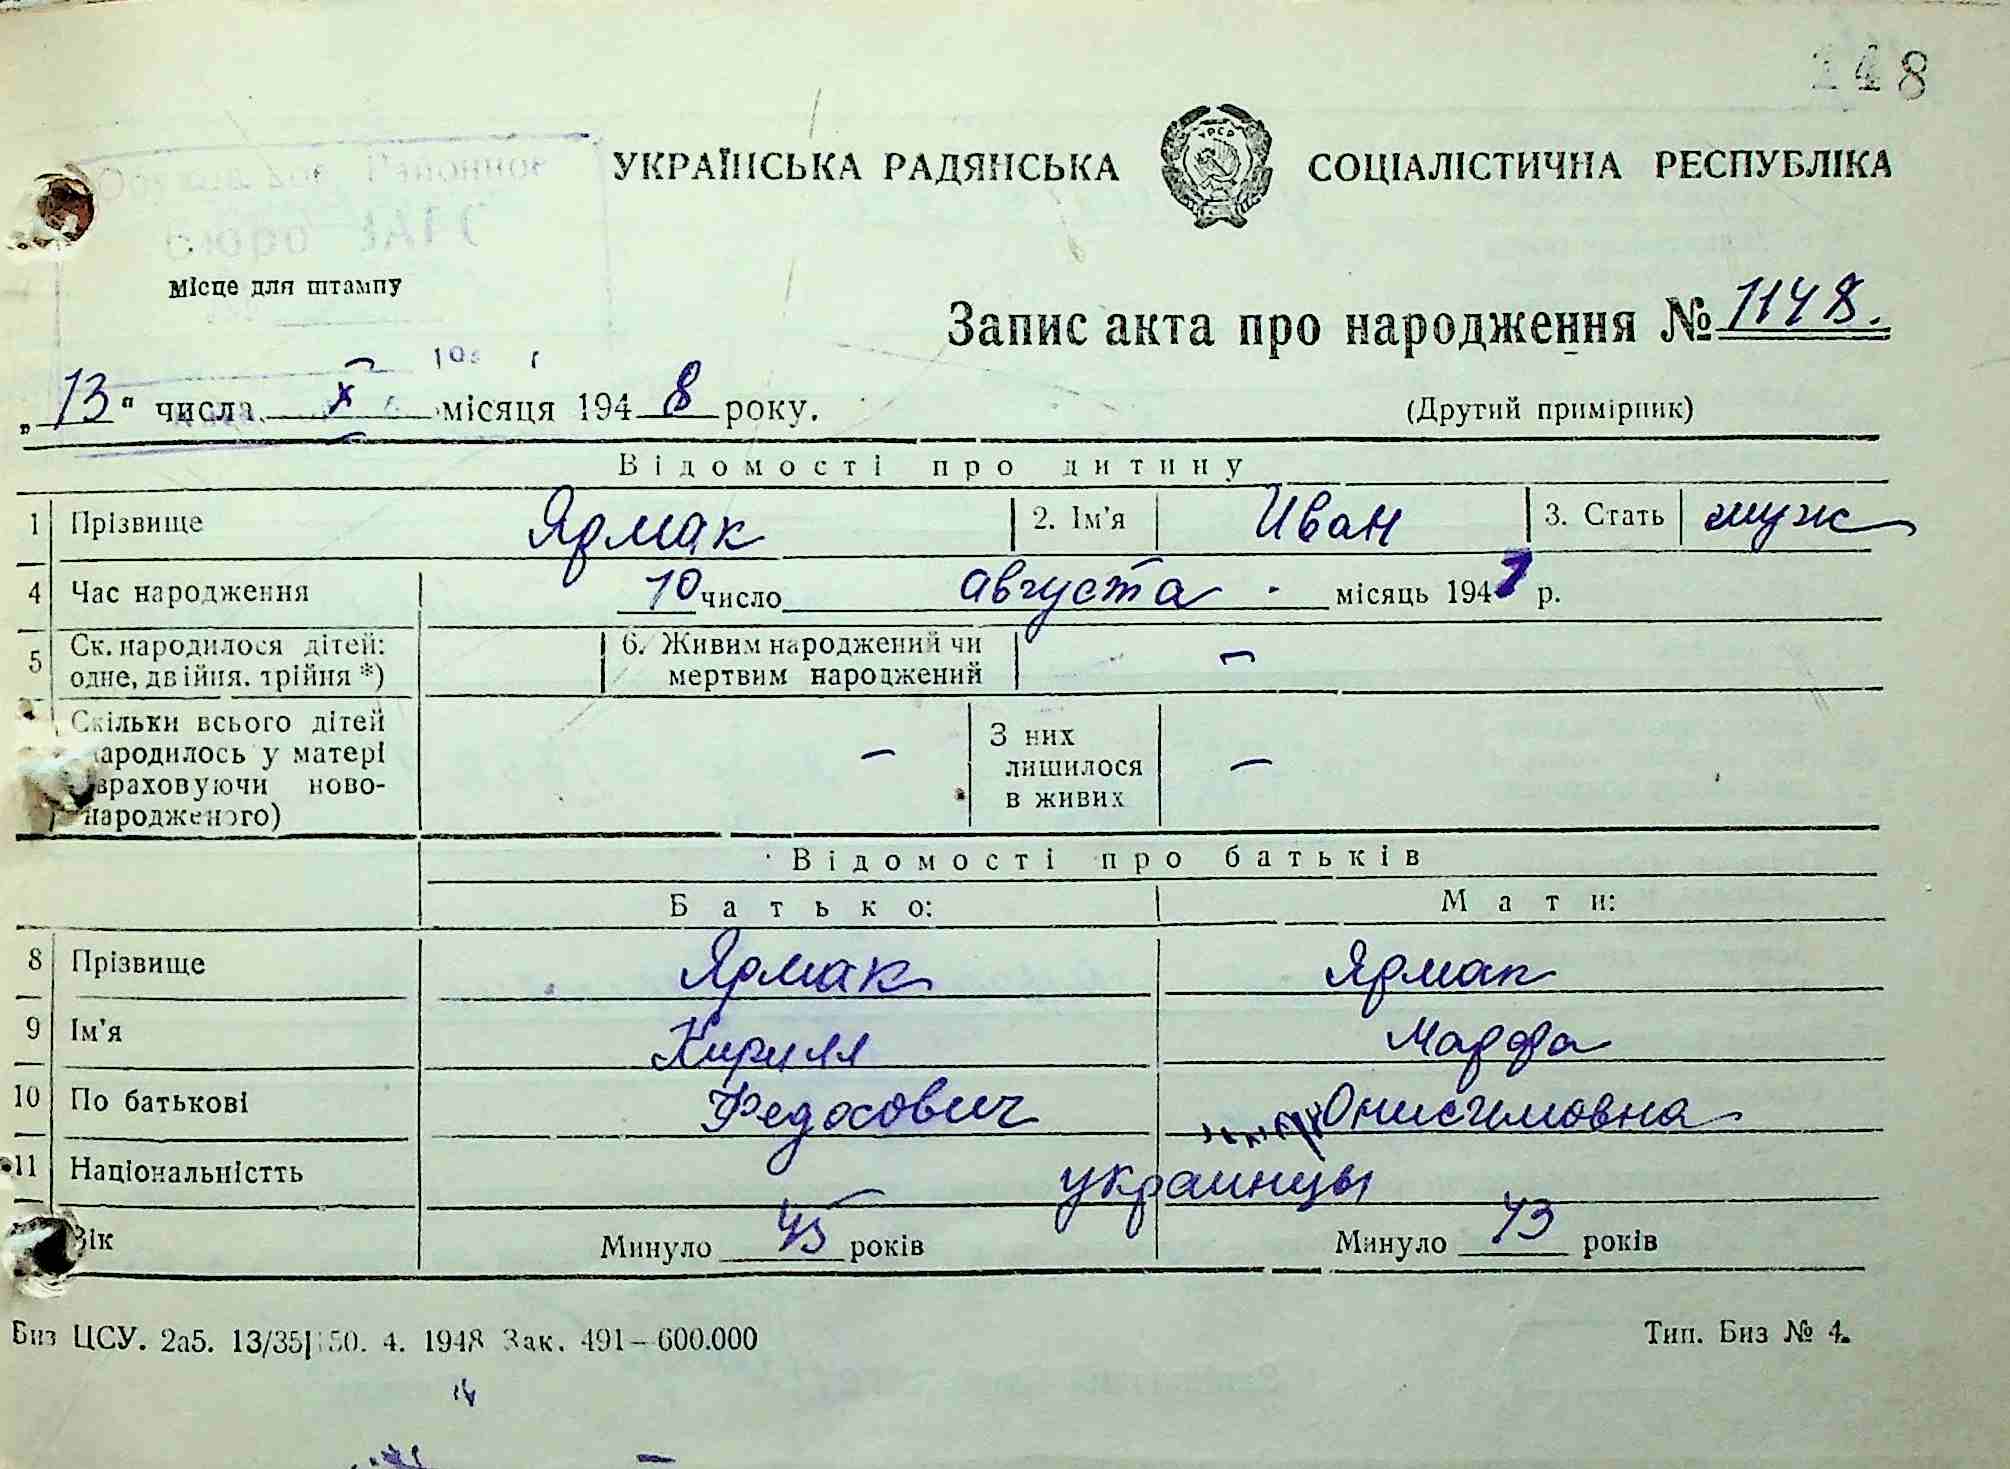 248
УКРАЇНСЬКА РАДЯНСЬКА СОЦІАЛІСТИЧНА РЕСПУБЛІКА
УРСР
Місце для штампу
Запис акта про народження № 1148.
„13“ числа X місяця 1948 року.
(Другий примірник)
Відомості про дитину
1 Прізвище Ярмак 2. Ім'я Иван 3. Стать муж
4 Час народження 10 число августа місяць 1947 р.
5 Ск. народилося дітей: одне, двійня. трійня *) 6. Живим народжений чи мертвим народжений –
Скільки всього дітей народилось у матері враховуючи новонародженого) – З них лишилося в живих –
Відомості про батьків
Батько: Мати:
8 Прізвище Ярмак Ярмак
9 Ім'я Кирилл Марфа
10 По батькові Федосович Онисимовна
11 Національністть украинцы
Вік Минуло 45 років Минуло 43 років
Биз ЦСУ. 2а5. 13/35 50. 4. 1948 Зак. 491–600.000 Тип. Биз № 4.